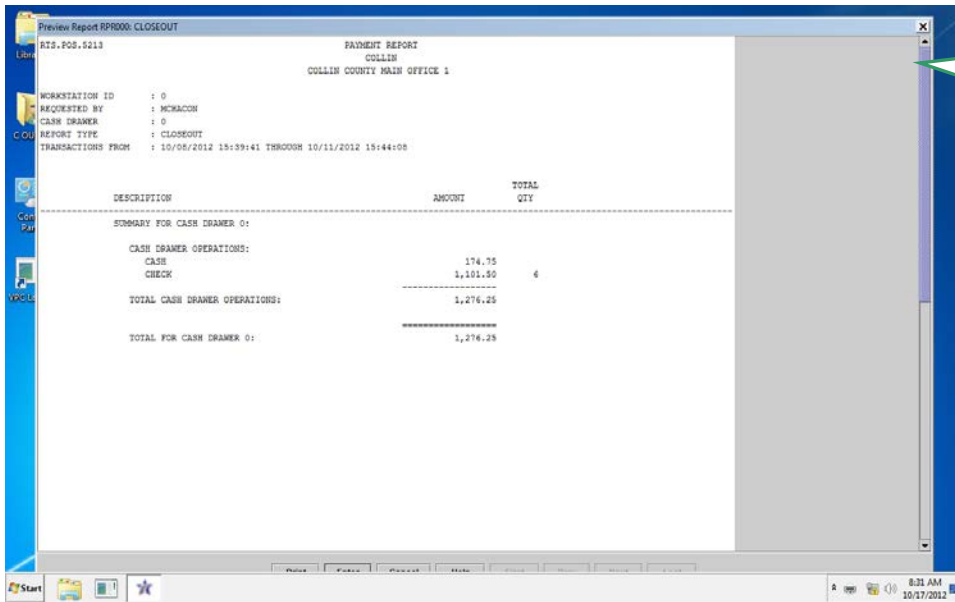 Preview Report RPR000: CLOSEOUT
RTS.POS.5213 PAYMENT REPORT
COLLIN
COLLIN COUNTY MAIN OFFICE 1
WORKSTATION ID : 0
REQUESTED BY : MCHACON
CASH DRAWER : 0
REPORT TYPE : CLOSEOUT
TRANSACTIONS FROM : 10/08/2012 15:39:41 THROUGH 10/11/2012 15:44:08
TOTAL
DESCRIPTION AMOUNT QTY
SUMMARY FOR CASH DRAWER 0:
CASH DRAWER OPERATIONS:
CASH 174.75
CHECK 1,101.50 6
TOTAL CASH DRAWER OPERATIONS: 1,276.25
TOTAL FOR CASH DRAWER 0: 1,276.25
Print Enter Cancel Help
Start
8:31 AM
10/17/2012